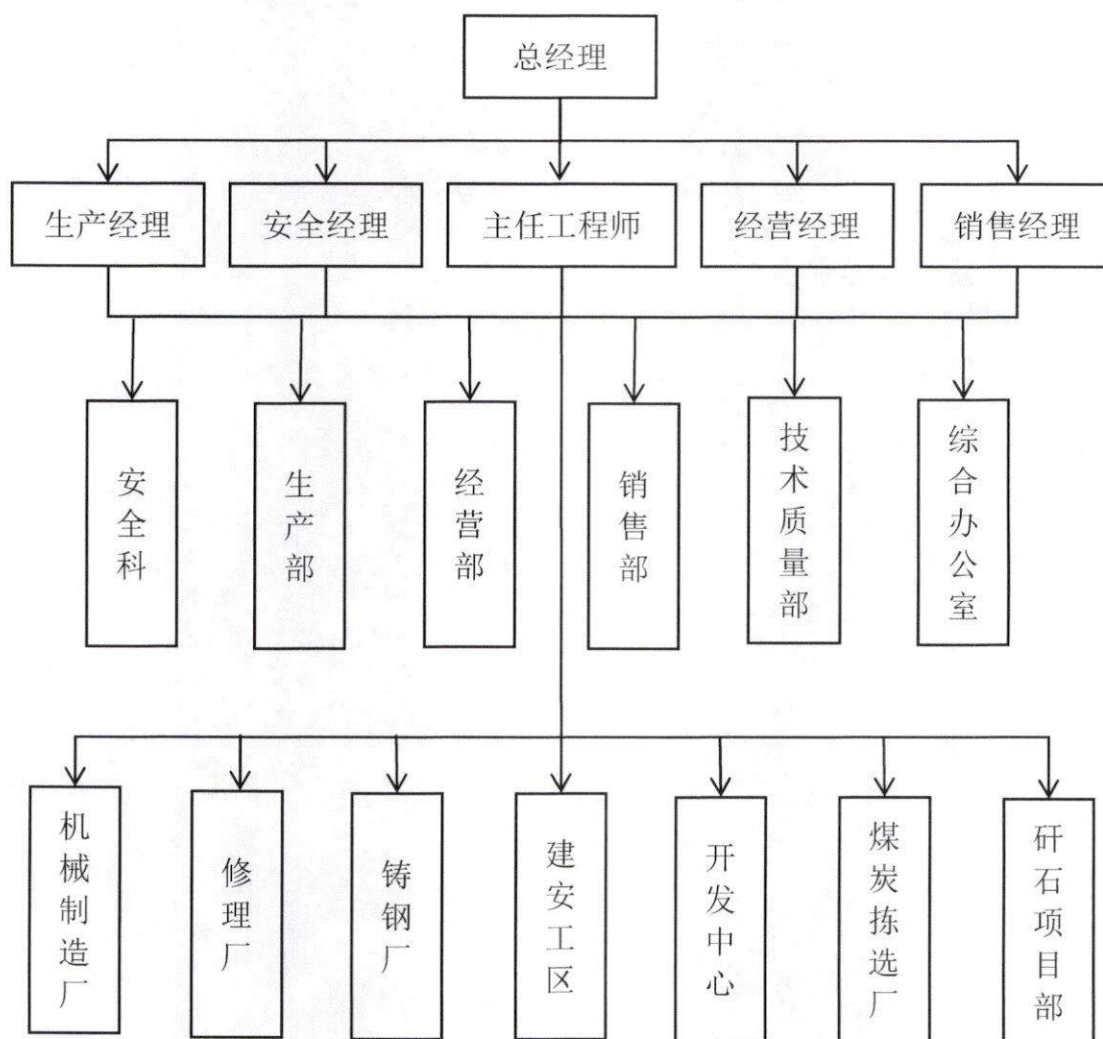 总经理
生产经理
安全经理
主任工程师
经营经理
销售经理
安全科
生产部
经营部
销售部
技术质量部
综合办公室
机械制造厂
修理厂
铸钢厂
建安工区
开发中心
煤炭拣选厂
矸石项目部